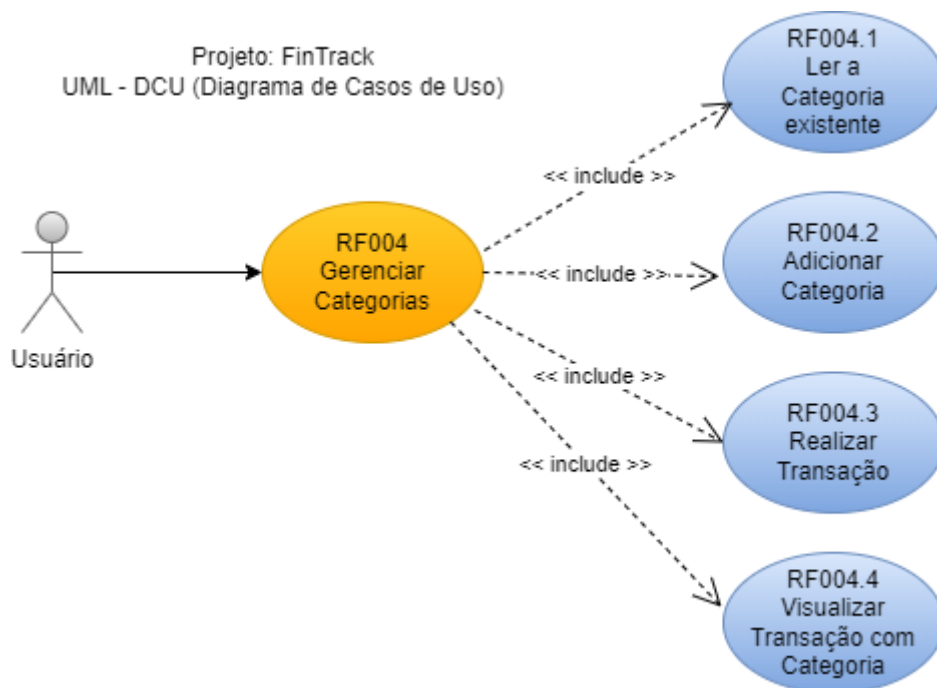 Projeto: FinTrack
UML - DCU (Diagrama de Casos de Uso)
RF004.1
Ler a
Categoria
existente
<< include >>
RF004.2
Adicionar
Categoria
<< include >>
RF004
Gerenciar
Categorias
Usuário
<< include >>
RF004.3
Realizar
Transação
<< include >>
RF004.4
Visualizar
Transação com
Categoria